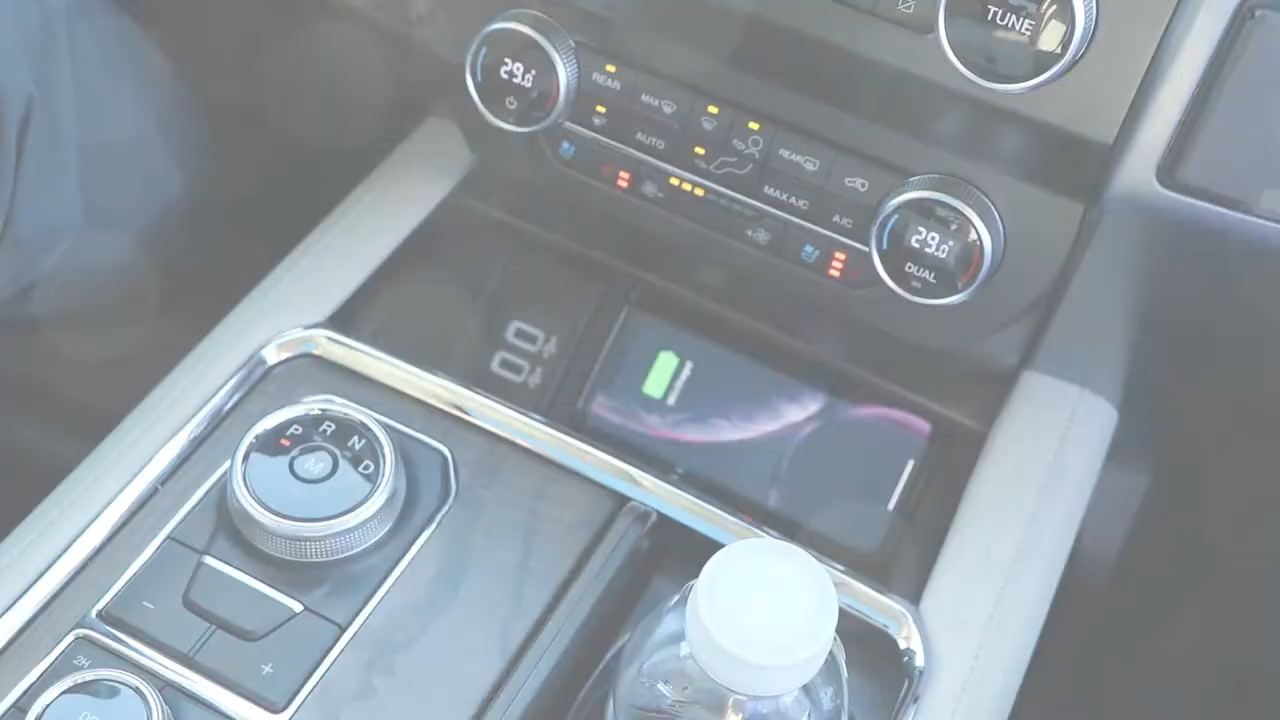 TUNE
29.0°
REAR
MAX
AUTO
REAR
MAX A/C
A/C
29.0°
DUAL
P R N D
M
−
+
2H